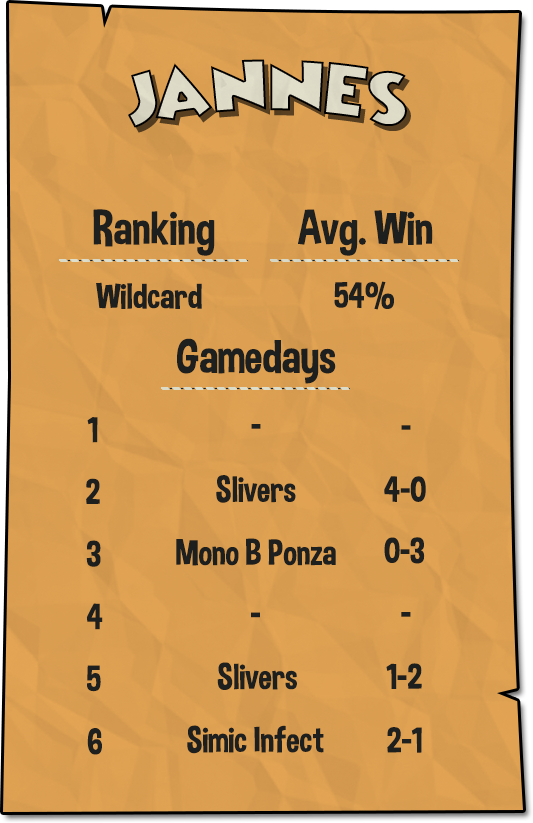 JANNES
Ranking Avg. Win
Wildcard 54%
Gamedays
1 - -
2 Slivers 4-0
3 Mono B Ponza 0-3
4 - -
5 Slivers 1-2
6 Simic Infect 2-1